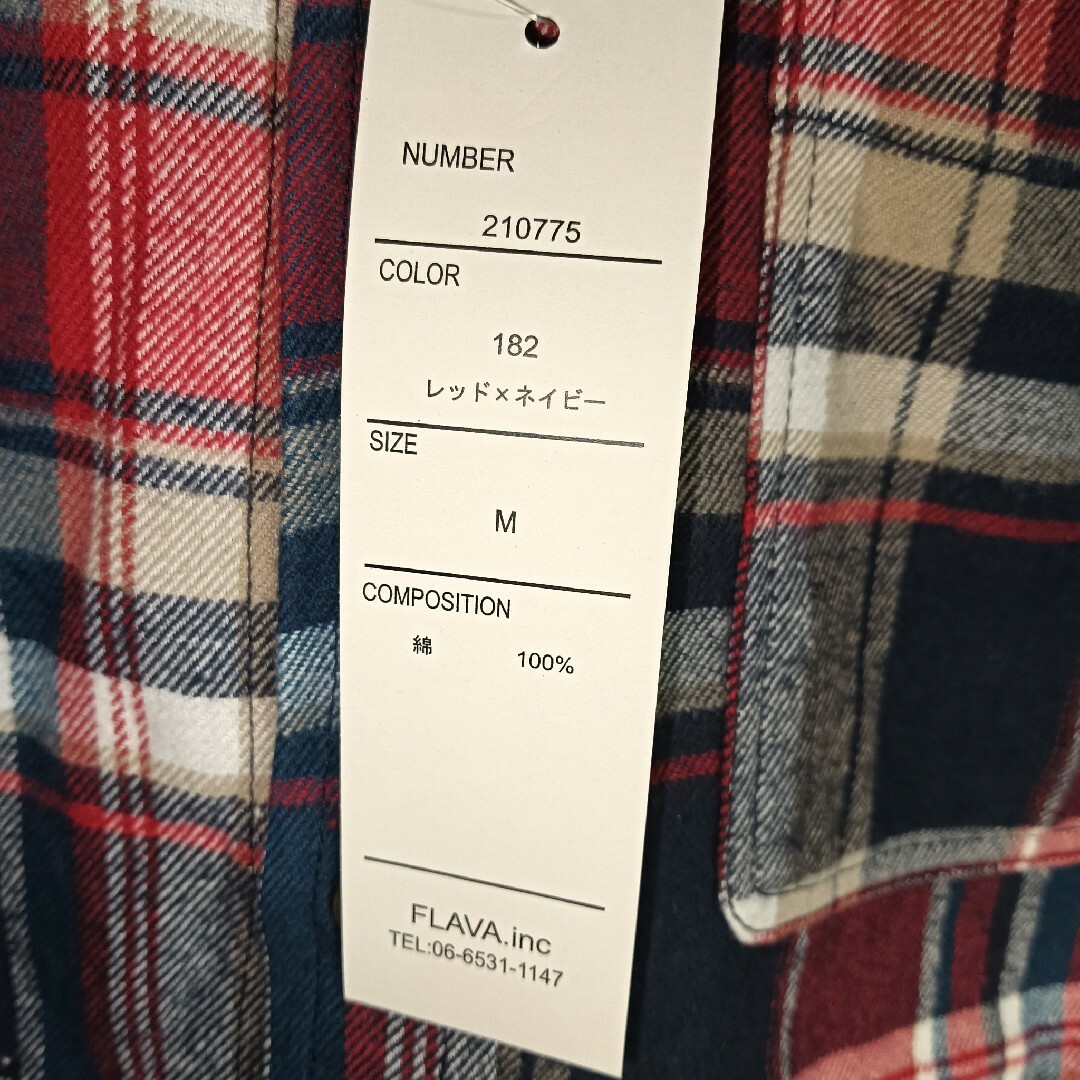 NUMBER
210775
COLOR
182
レッド×ネイビー
SIZE
M
COMPOSITION
綿 100%
FLAVA.inc
TEL:06-6531-1147